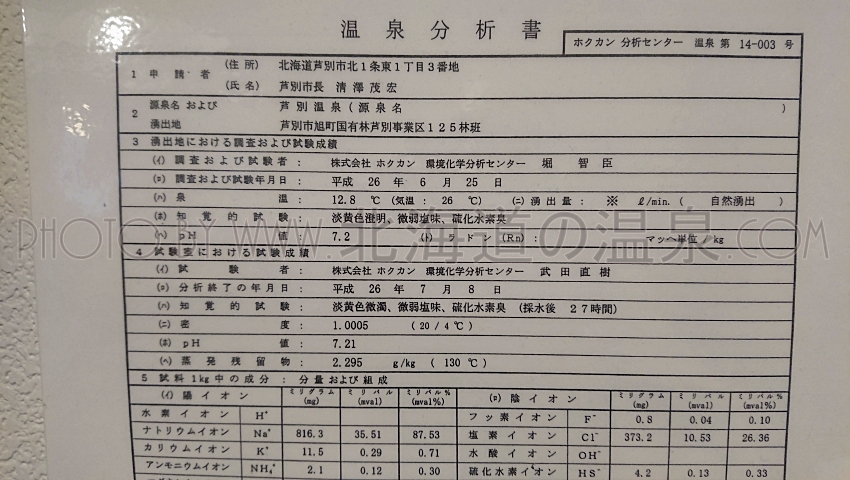 温泉分析書
ホクカン 分析センター 温泉 第 14-003 号
1 申請者 (住所) 北海道芦別市北1条東1丁目3番地
(氏名) 芦別市長 清澤茂宏
2 源泉名 および 芦別温泉(源泉名 )
湧出地 芦別市旭町国有林芦別事業区125林班
3 湧出地における調査および試験成績
(ｲ) 調査および試験者 : 株式会社 ホクカン 環境化学分析センター 堀 智臣
(ﾛ) 調査および試験年月日 : 平成 26 年 6 月 25 日
(ﾊ) 泉温 : 12.8 ℃ (気温 : 26 ℃) (ﾆ) 湧出量 : ※ ℓ/min. ( 自然湧出 )
(ﾎ) 知覚的試験 : 淡黄色澄明、微弱塩味、硫化水素臭
(ﾍ) pH値 : 7.2 (ﾄ) ラドン (Rn) : マッヘ単位/kg
4 試験室における試験成績
(ｲ) 試験者 : 株式会社 ホクカン 環境化学分析センター 武田直樹
(ﾛ) 分析終了の年月日 : 平成 26 年 7 月 8 日
(ﾊ) 知覚的試験 : 淡黄色微濁、微弱塩味、硫化水素臭 (採水後 27時間)
(ﾆ) 密度 : 1.0005 (20/4℃)
(ﾎ) pH値 : 7.21
(ﾍ) 蒸発残留物 : 2.295 g/kg ( 130℃)
5 試料1kg中の成分 : 分量および組成
(ｲ) 陽イオン ミリグラム (mg) ミリバル (mval) ミリバル% (mval%) (ﾛ) 陰イオン ミリグラム (mg) ミリバル (mval) ミリバル% (mval%)
水素イオン H⁺ フッ素イオン F⁻ 0.8 0.04 0.10
ナトリウムイオン Na⁺ 816.3 35.51 87.53 塩素イオン Cl⁻ 373.2 10.53 26.36
カリウムイオン K⁺ 11.5 0.29 0.71 水酸イオン OH⁻
アンモニウムイオン NH₄⁺ 2.1 0.12 0.30 硫化水素イオン HS⁻ 4.2 0.13 0.33
PHOTO BY WWW.北海道の温泉.COM